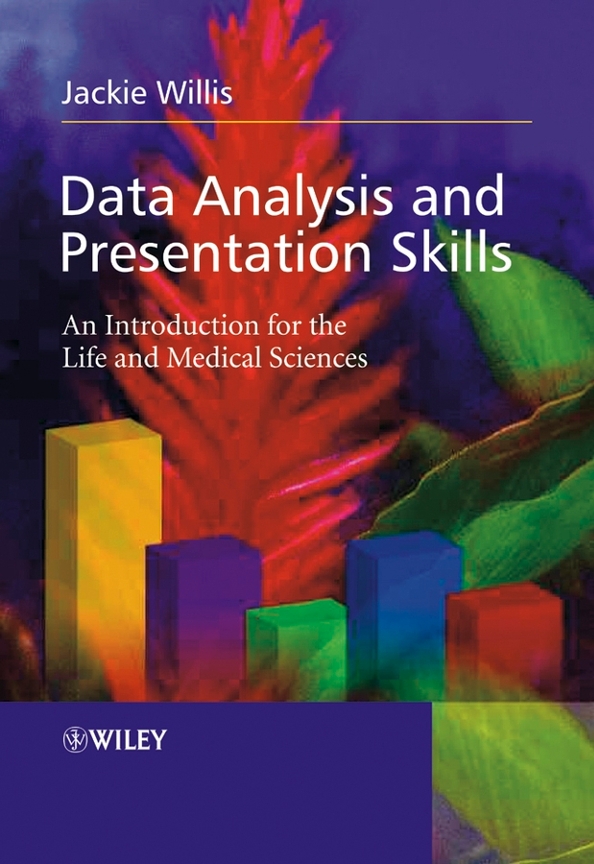 Jackie Willis
Data Analysis and
Presentation Skills
An Introduction for the
Life and Medical Sciences
WILEY